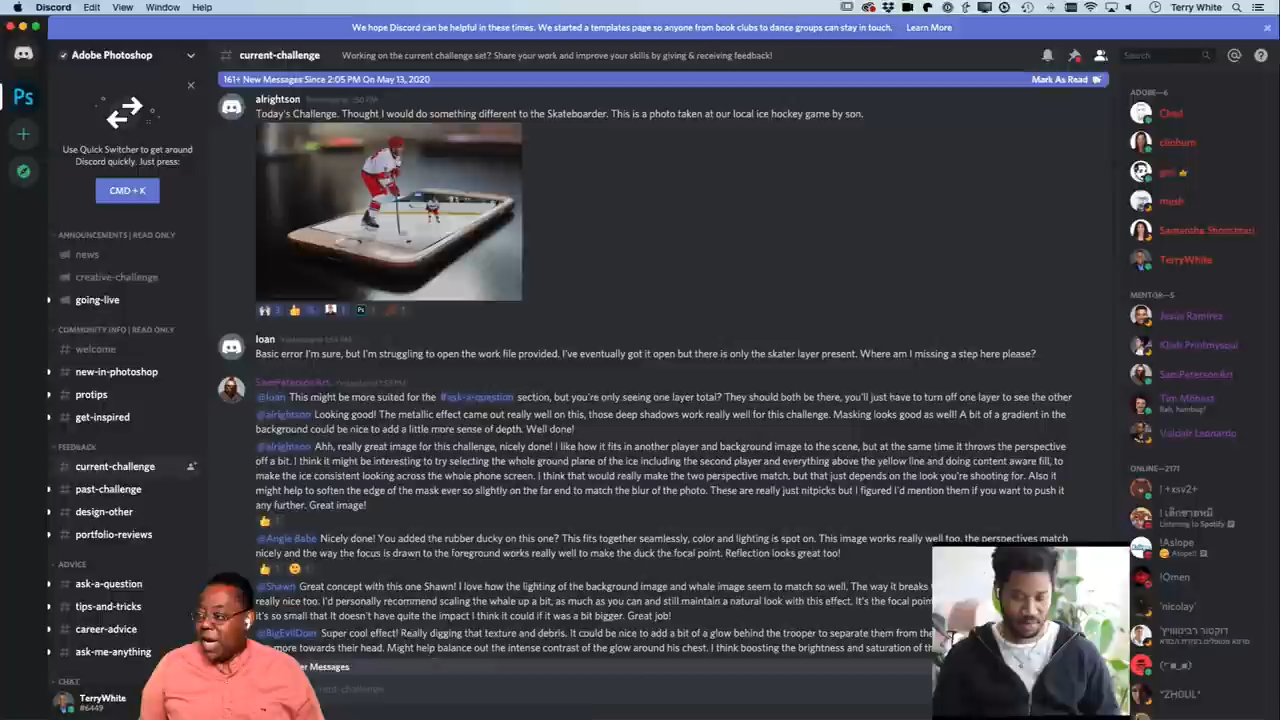 Discord Edit View Window Help
Terry White
We hope Discord can be helpful in these times. We started a templates page so anyone from book clubs to dance groups can stay in touch. Learn More
Adobe Photoshop
# current-challenge Working on the current challenge set? Share your work and improve your skills by giving & receiving feedback!
Search
161+ New Messages Since 2:05 PM On May 13, 2020
Mark As Read
Ps
Use Quick Switcher to get around
Discord quickly. Just press:
CMD + K
ANNOUNCEMENTS | READ ONLY
news
creative-challenge
going-live
COMMUNITY INFO | READ ONLY
# welcome
# new-in-photoshop
# protips
# get-inspired
FEEDBACK
# current-challenge
# past-challenge
# design-other
# portfolio-reviews
ADVICE
# ask-a-question
# tips-and-tricks
# career-advice
# ask-me-anything
CHAT
TerryWhite
#6449
alrightson
Today's Challenge. Thought I would do something different to the Skateboarder. This is a photo taken at our local ice hockey game by son.
loan
Basic error I'm sure, but I'm struggling to open the work file provided, I've eventually got it open but there is only the skater layer present. Where am I missing a step here please?
SamPetersonArt
@loan This might be more suited for the #ask-a-question section, but you're only seeing one layer total? They should both be there, you'll just have to turn off one layer to see the other
@alrightson Looking good! The metallic effect came out really well on this, those deep shadows work really well for this challenge. Masking looks good as well! A bit of a gradient in the
background could be nice to add a little more sense of depth. Well done!
@alrightson Ahh, really great image for this challenge, nicely done! I like how it fits in another player and background image to the scene, but at the same time it throws the perspective
off a bit. I think it might be interesting to try selecting the whole ground plane of the ice including the second player and everything above the yellow line and doing content aware fill, to
make the ice consistent looking across the whole phone screen. I think that would really make the two perspective match, but that just depends on the look you're shooting for. Also it
might help to soften the edge of the mask ever so slightly on the far end to match the blur of the photo. These are really just nitpicks but I figured I'd mention them if you want to push it
any further. Great image!
@Angie Babe Nicely done! You added the rubber ducky on this one? This fits together seamlessly, color and lighting is spot on. This image works really well too, the perspectives match
nicely and the way the focus is drawn to the foreground works really well to make the duck the focal point. Reflection looks great too!
@Shawn Great concept with this one Shawn! I love how the lighting of the background image and whale image seem to match so well. The way it breaks
really nice too. I'd personally recommend scaling the whale up a bit, as much as you can and still maintain a natural look with this effect. It's the focal poin
it's so small that It doesn't have quite the impact I think it could if it was a bit bigger. Great job!
@BigEvilDom Super cool effect! Really digging that texture and debris. It could be nice to add a bit of a glow behind the trooper to separate them from the
more towards their head. Might help balance out the intense contrast of the glow around his chest. I think boosting the brightness and saturation of th
Messages
current-challenge
ADOBE—6
Chad
clinburn
mesh
TerryWhite
MENTOR—5
Jesús Ramirez
Kladi Printmysoul
SamPetersonArt
Bah, humbug!
Voldair Leonardo
ONLINE—2171
! +xsv2+
Listening to Spotify
!Aslope
Aslope!!
!Qmen
'nicolay'
(-■_■)
*ZHOUL*